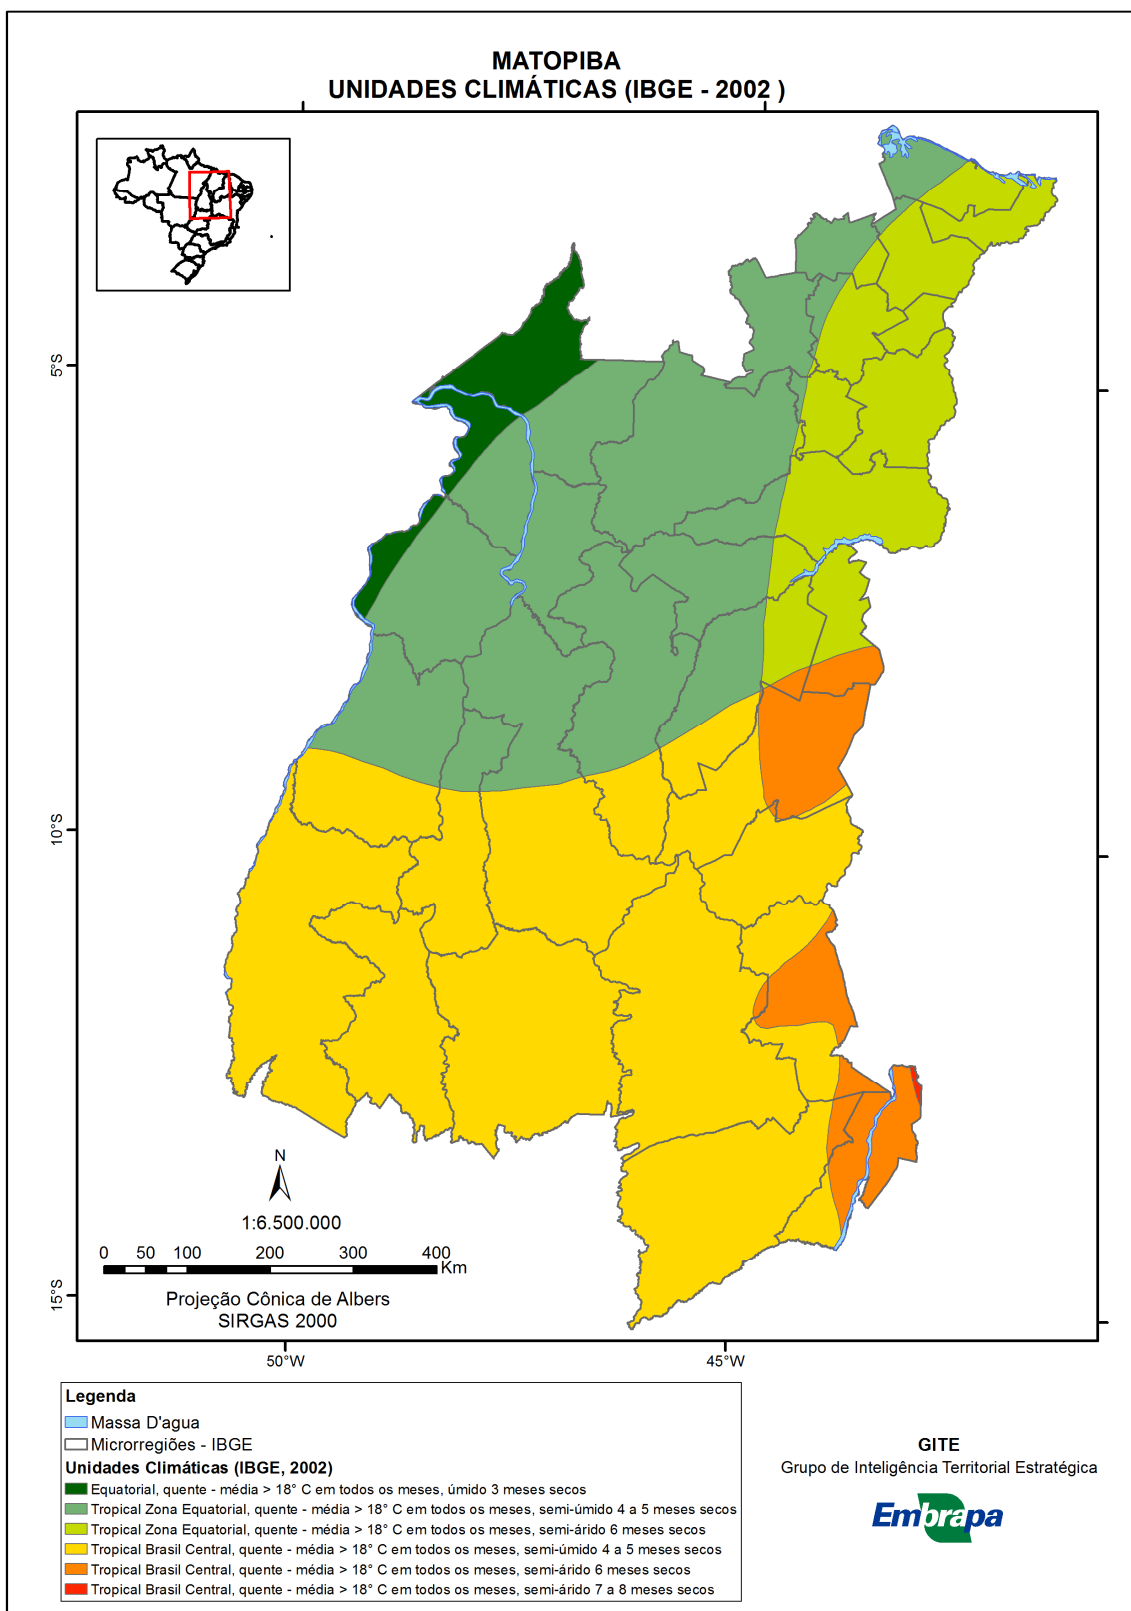 MATOPIBA
UNIDADES CLIMÁTICAS (IBGE - 2002 )
5°S
10°S
15°S
N
1:6.500.000
0 50 100 200 300 400
Km
Projeção Cônica de Albers
SIRGAS 2000
50°W 45°W
Legenda
Massa D'agua
Microrregiões - IBGE
Unidades Climáticas (IBGE, 2002)
Equatorial, quente - média > 18° C em todos os meses, úmido 3 meses secos
Tropical Zona Equatorial, quente - média > 18° C em todos os meses, semi-úmido 4 a 5 meses secos
Tropical Zona Equatorial, quente - média > 18° C em todos os meses, semi-árido 6 meses secos
Tropical Brasil Central, quente - média > 18° C em todos os meses, semi-úmido 4 a 5 meses secos
Tropical Brasil Central, quente - média > 18° C em todos os meses, semi-árido 6 meses secos
Tropical Brasil Central, quente - média > 18° C em todos os meses, semi-árido 7 a 8 meses secos
GITE
Grupo de Inteligência Territorial Estratégica
Embrapa